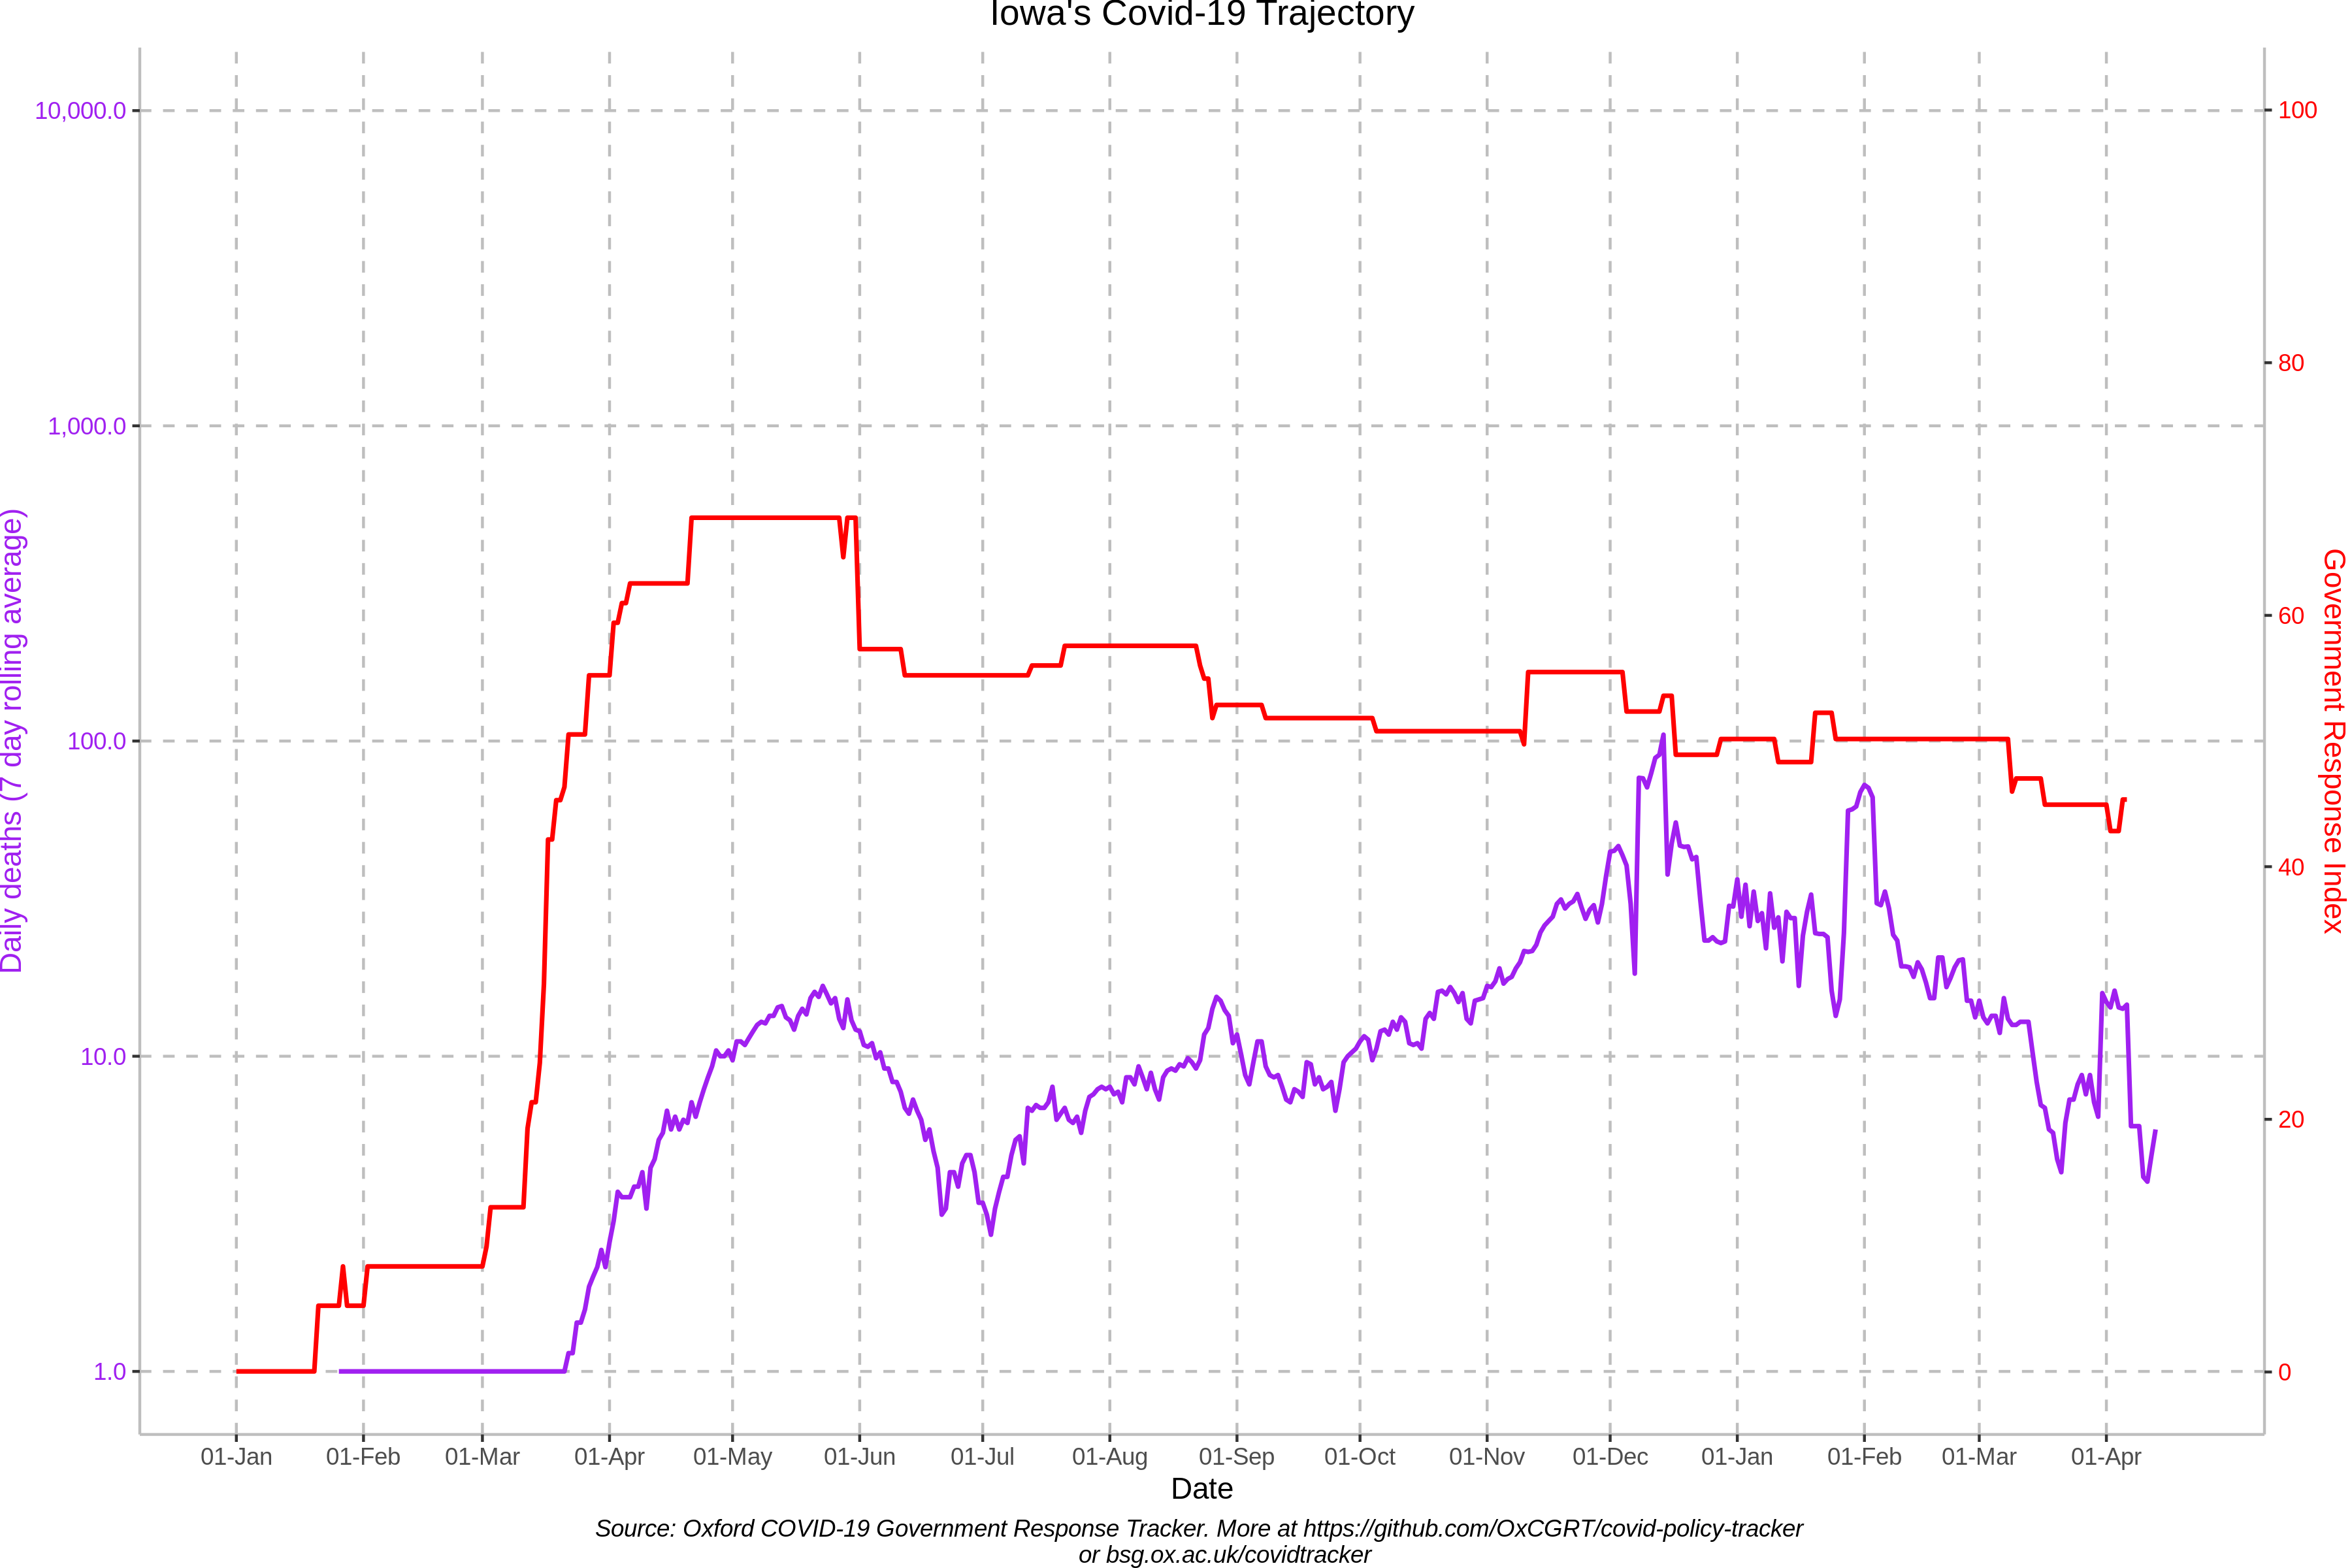 Iowa's Covid-19 Trajectory
10,000.0
1,000.0
100.0
10.0
1.0
Daily deaths (7 day rolling average)
100
80
60
40
20
0
Government Response Index
01-Jan 01-Feb 01-Mar 01-Apr 01-May 01-Jun 01-Jul 01-Aug 01-Sep 01-Oct 01-Nov 01-Dec 01-Jan 01-Feb 01-Mar 01-Apr
Date
Source: Oxford COVID-19 Government Response Tracker. More at https://github.com/OxCGRT/covid-policy-tracker
or bsg.ox.ac.uk/covidtracker